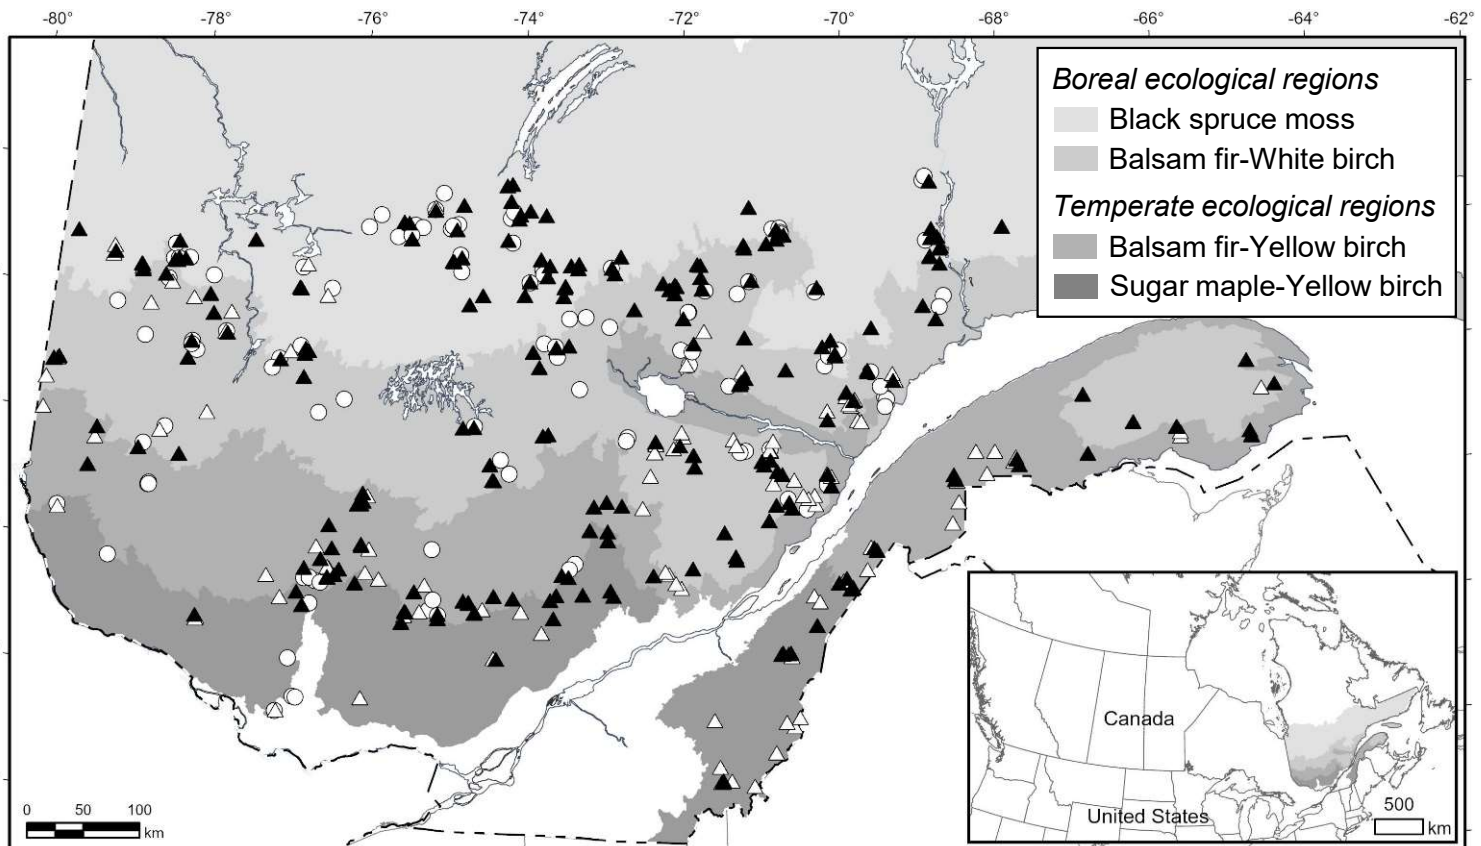 -80° -78° -76° -74° -72° -70° -68° -66° -64° -62°
Boreal ecological regions
Black spruce moss
Balsam fir-White birch
Temperate ecological regions
Balsam fir-Yellow birch
Sugar maple-Yellow birch
Canada
United States
500
km
0 50 100
km